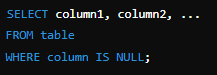 SELECT column1, column2, ...
FROM table
WHERE column IS NULL;